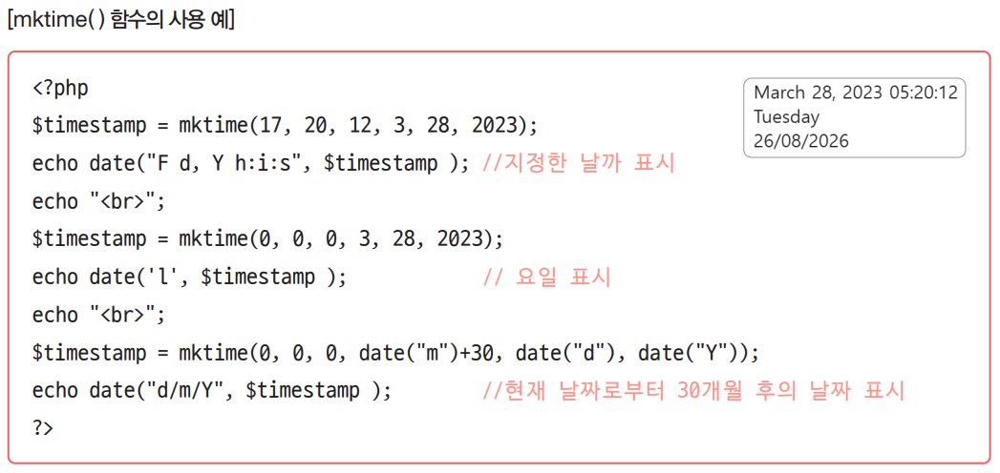 [mktime( ) 함수의 사용 예]
<?php
$timestamp = mktime(17, 20, 12, 3, 28, 2023);
echo date("F d, Y h:i:s", $timestamp ); //지정한 날까 표시
echo "<br>";
$timestamp = mktime(0, 0, 0, 3, 28, 2023);
echo date('l', $timestamp ); // 요일 표시
echo "<br>";
$timestamp = mktime(0, 0, 0, date("m")+30, date("d"), date("Y"));
echo date("d/m/Y", $timestamp ); //현재 날짜로부터 30개월 후의 날짜 표시
?>
March 28, 2023 05:20:12
Tuesday
26/08/2026